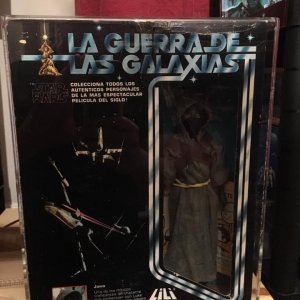 LA GUERRA DE
LAS GALAXIAS
STAR
WARS
COLECCIONA TODOS LOS
AUTENTICOS PERSONAJES
DE LA MAS ESPECTACULAR
PELICULA DEL SIGLO!
Jawa
Lili